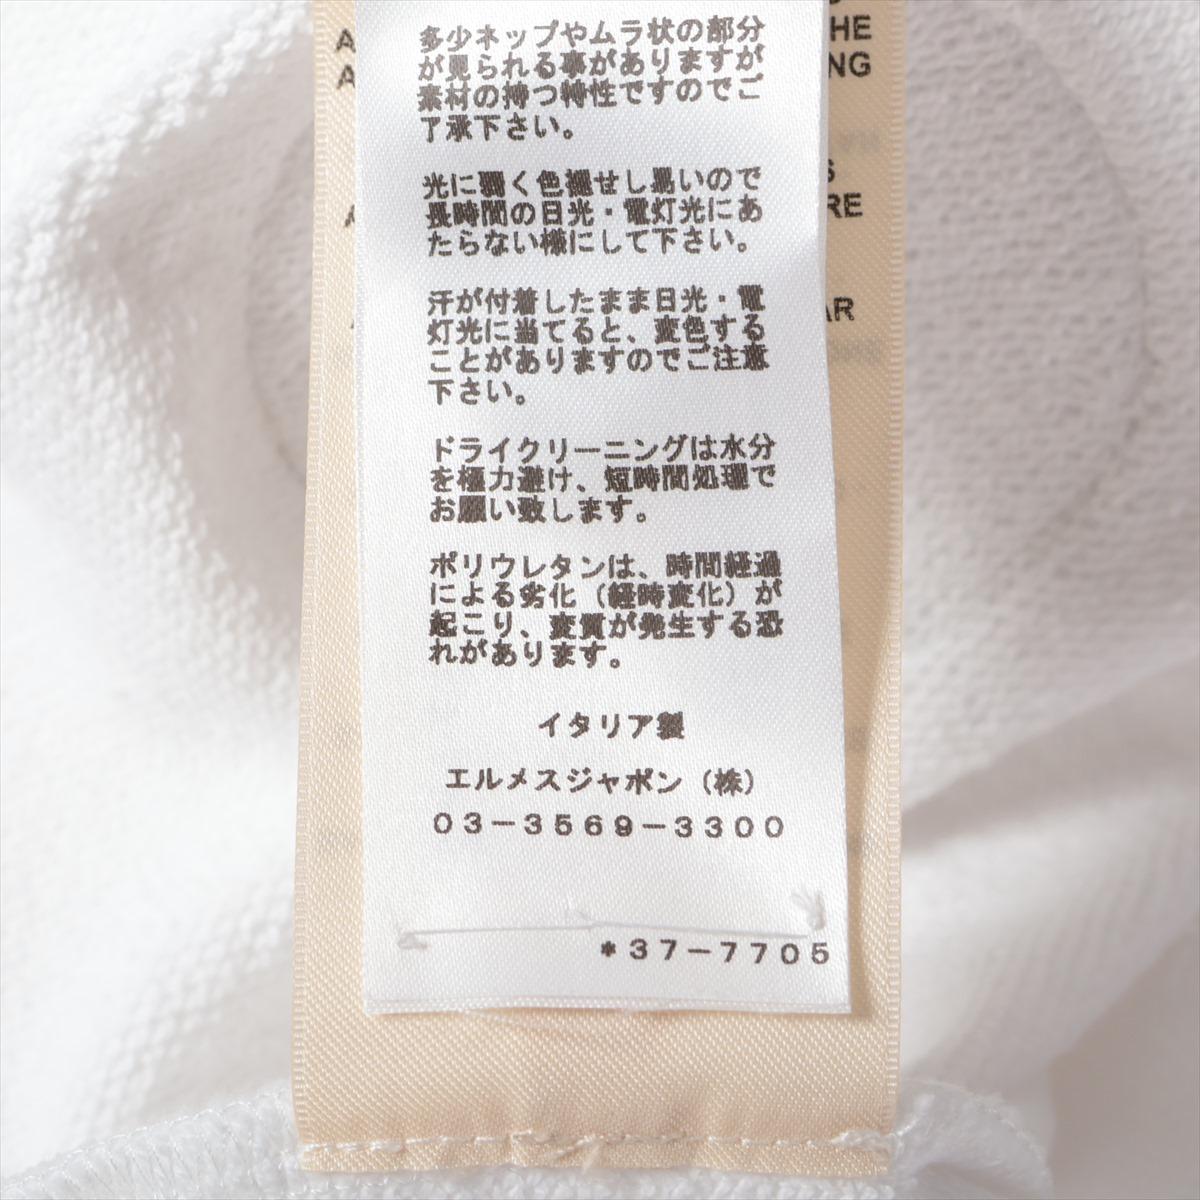 多少ネップやムラ状の部分
が見られる事がありますが
素材の持つ特性ですのでご
了承下さい。
光に弱く色褪せし易いので
長時間の日光・電灯光にあ
たらない様にして下さい。
汗が付着したまま日光・電
灯光に当てると、変色する
ことがありますのでご注意
下さい。
ドライクリーニングは水分
を極力避け、短時間処理で
お願い致します。
ポリウレタンは、時間経過
による劣化（経時変化）が
起こり、変質が発生する恐
れがあります。
イタリア製
エルメスジャポン（株）
03-3569-3300
*37-7705
HE
NG
RE
AR